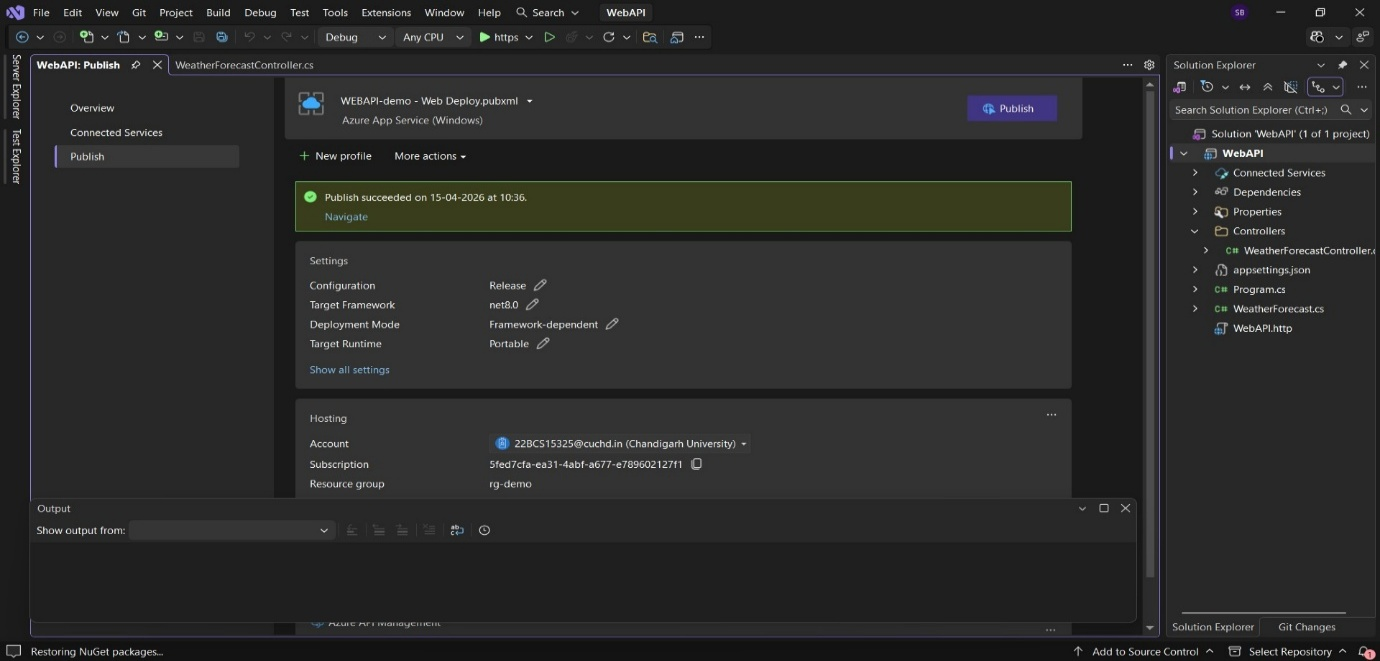 File Edit View Git Project Build Debug Test Tools Extensions Window Help Search WebAPI SB
Debug Any CPU https
Server Explorer
Test Explorer
WebAPI: Publish WeatherForecastController.cs
Overview
Connected Services
Publish
WEBAPI-demo - Web Deploy.pubxml
Azure App Service (Windows)
Publish
New profile More actions
Publish succeeded on 15-04-2026 at 10:36.
Navigate
Settings
Configuration Release
Target Framework net8.0
Deployment Mode Framework-dependent
Target Runtime Portable
Show all settings
Hosting
Account 22BCS15325@cuchd.in (Chandigarh University)
Subscription 5fed7cfa-ea31-4abf-a677-e789602127f1
Resource group rg-demo
Output
Show output from:
Azure API Management
Solution Explorer
Search Solution Explorer (Ctrl+;)
Solution 'WebAPI' (1 of 1 project)
WebAPI
Connected Services
Dependencies
Properties
Controllers
C# WeatherForecastController.c
appsettings.json
C# Program.cs
C# WeatherForecast.cs
WebAPI.http
Solution Explorer Git Changes
Restoring NuGet packages... Add to Source Control Select Repository 1